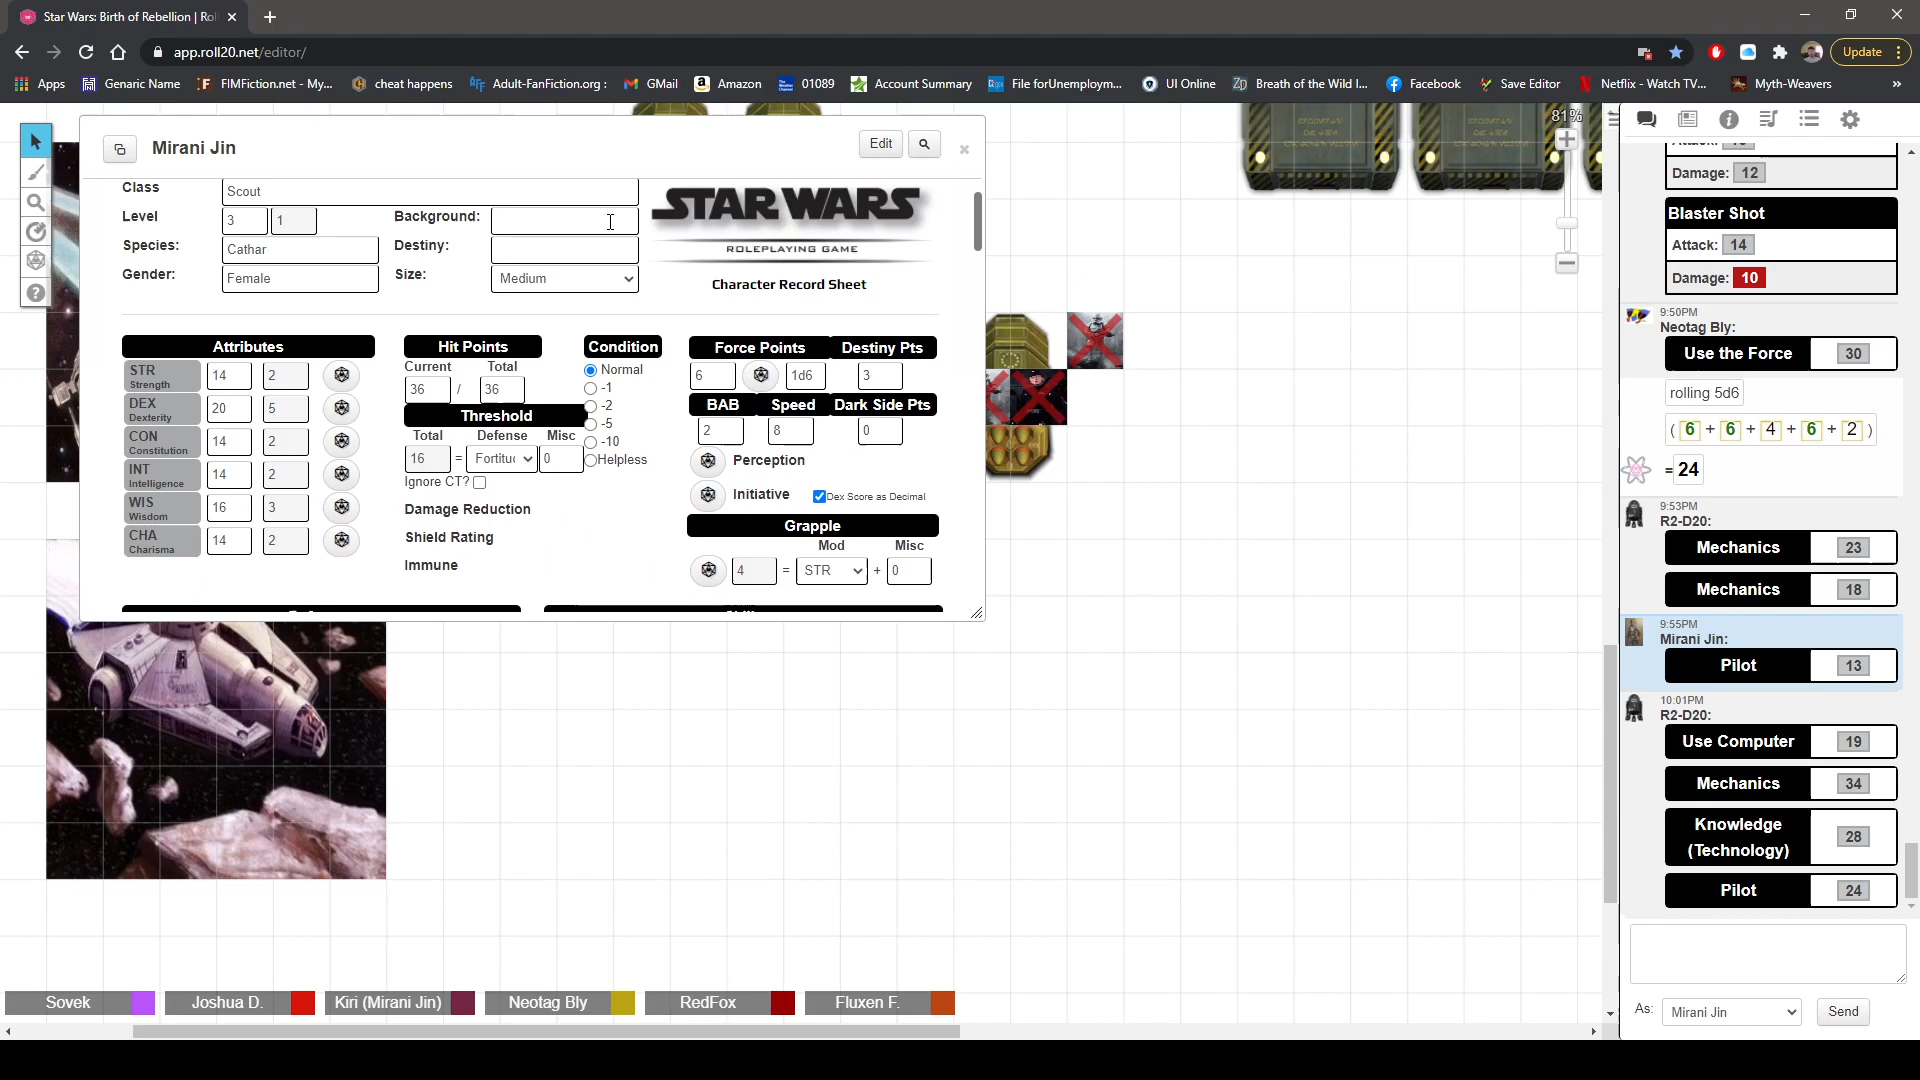 Star Wars: Birth of Rebellion | Rol
app.roll20.net/editor/
Update
Apps
Genaric Name
FIMFiction.net - My...
cheat happens
Adult-FanFiction.org :
GMail
Amazon
01089
Account Summary
File forUnemploym...
UI Online
Breath of the Wild I...
Facebook
Save Editor
Netflix - Watch TV...
Myth-Weavers
»
81%
Mirani Jin
Edit
Class Scout
Level 3 1 Background:
Species: Cathar Destiny:
Gender: Female Size: Medium
STAR WARS
ROLEPLAYING GAME
Character Record Sheet
Attributes
STR Strength 14 2
DEX Dexterity 20 5
CON Constitution 14 2
INT Intelligence 14 2
WIS Wisdom 16 3
CHA Charisma 14 2
Hit Points
Current Total
36 / 36
Threshold
Total Defense Misc
16 = Fortituc 0
Ignore CT?
Damage Reduction
Shield Rating
Immune
Condition
Normal
-1
-2
-5
-10
Helpless
Force Points Destiny Pts
6 1d6 3
BAB Speed Dark Side Pts
2 8 0
Perception
Initiative Dex Score as Decimal
Grapple
Mod Misc
4 = STR + 0
Damage: 12
Blaster Shot
Attack: 14
Damage: 10
9:50PM
Neotag Bly:
Use the Force 30
rolling 5d6
( 6 + 6 + 4 + 6 + 2 )
= 24
9:53PM
R2-D20:
Mechanics 23
Mechanics 18
9:55PM
Mirani Jin:
Pilot 13
10:01PM
R2-D20:
Use Computer 19
Mechanics 34
Knowledge
(Technology) 28
Pilot 24
As: Mirani Jin Send
Sovek
Joshua D.
Kiri (Mirani Jin)
Neotag Bly
RedFox
Fluxen F.